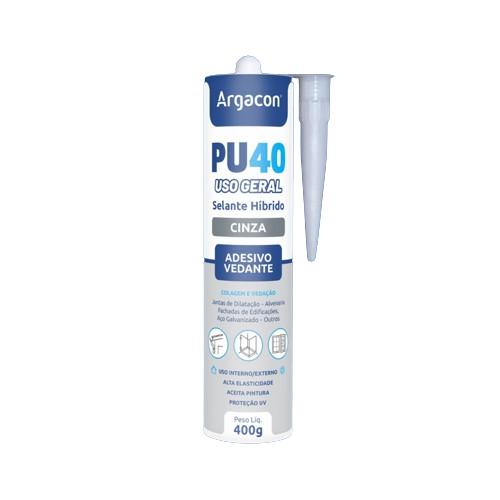 Argacon®
PU40
USO GERAL
Selante Híbrido
CINZA
ADESIVO
VEDANTE
COLAGEM E VEDAÇÃO
Juntas de Dilatação - Alvenaria
Fachadas de Edificações,
Aço Galvanizado - Outros
USO INTERNO/EXTERNO
ALTA ELASTICIDADE
ACEITA PINTURA
PROTEÇÃO UV
Peso Líq.
400g